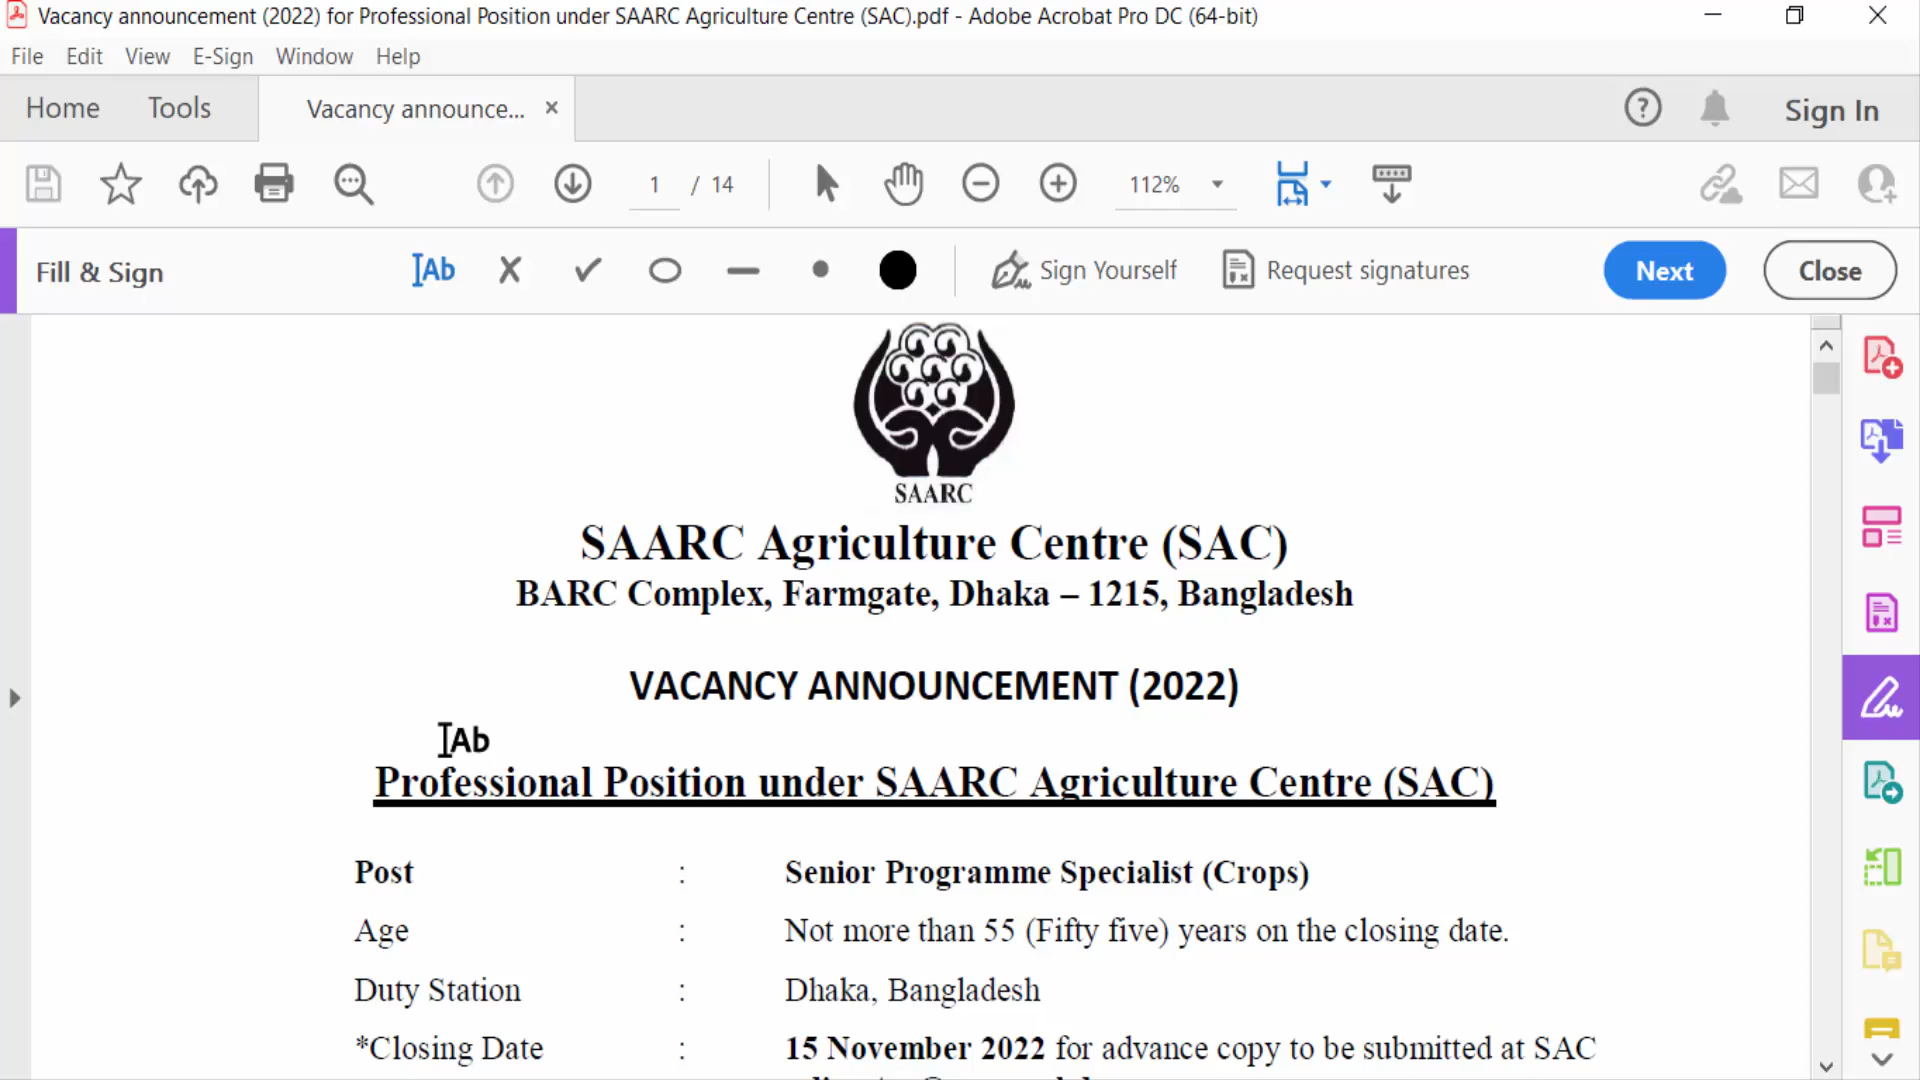 Vacancy announcement (2022) for Professional Position under SAARC Agriculture Centre (SAC).pdf - Adobe Acrobat Pro DC (64-bit)
File Edit View E-Sign Window Help
Home Tools Vacancy announce... Sign In
1 / 14 112%
Fill & Sign Ab Sign Yourself Request signatures Next Close
SAARC
SAARC Agriculture Centre (SAC)
BARC Complex, Farmgate, Dhaka – 1215, Bangladesh
VACANCY ANNOUNCEMENT (2022)
Ab
Professional Position under SAARC Agriculture Centre (SAC)
Post : Senior Programme Specialist (Crops)
Age : Not more than 55 (Fifty five) years on the closing date.
Duty Station : Dhaka, Bangladesh
*Closing Date : 15 November 2022 for advance copy to be submitted at SAC